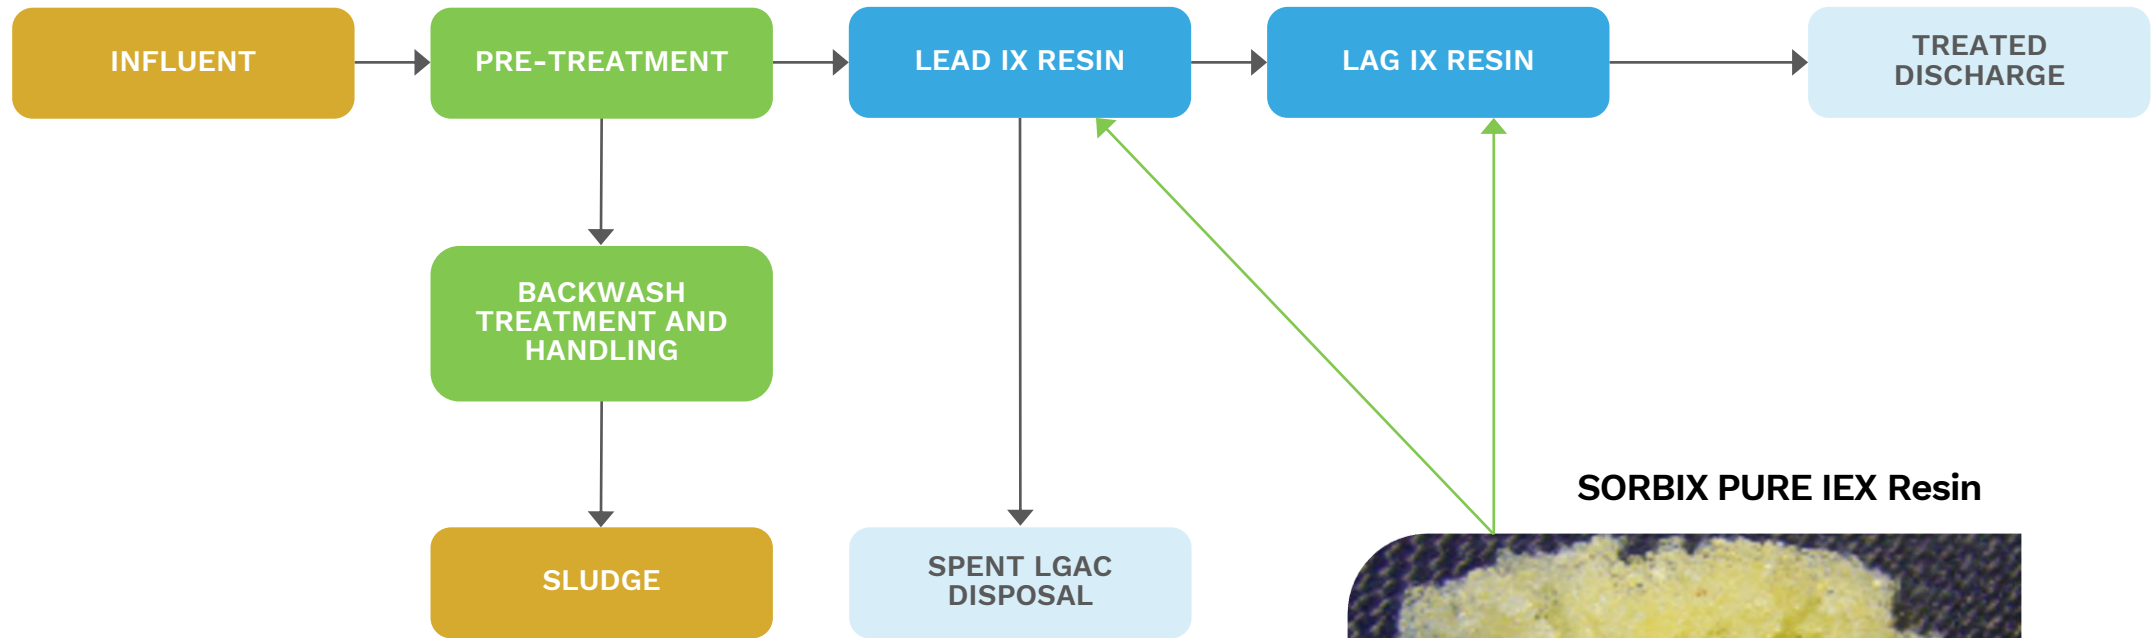 INFLUENT
PRE-TREATMENT
LEAD IX RESIN
LAG IX RESIN
TREATED
DISCHARGE
BACKWASH
TREATMENT AND
HANDLING
SORBIX PURE IEX Resin
SLUDGE
SPENT LGAC
DISPOSAL